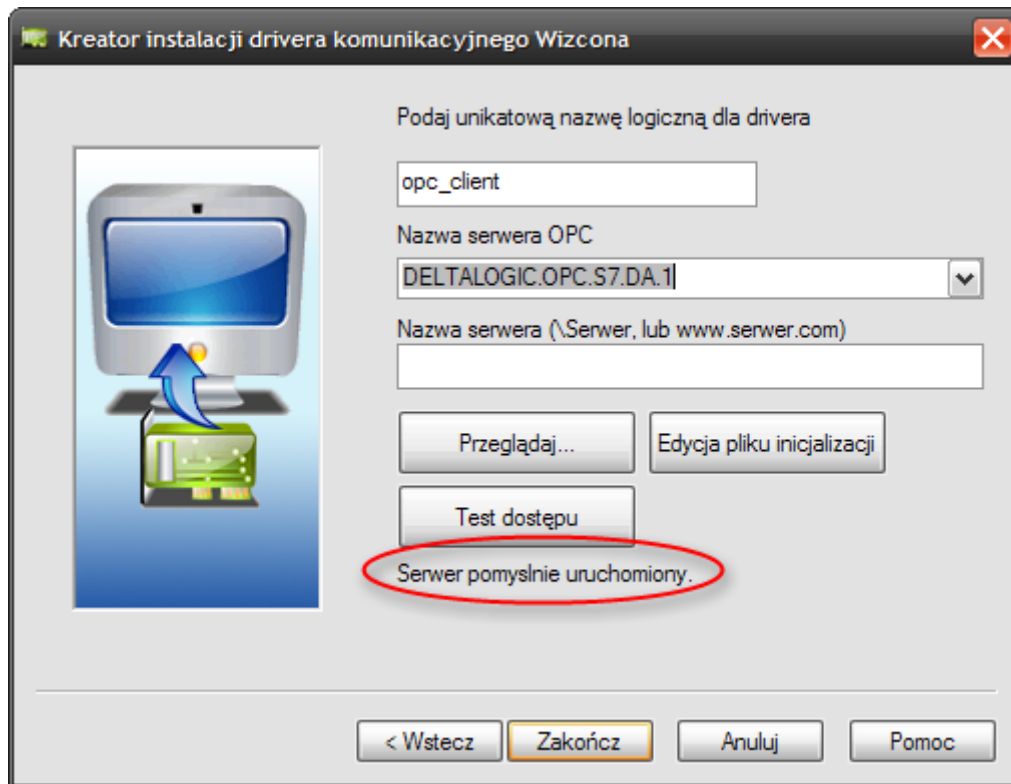 Kreator instalacji drivera komunikacyjnego Wizcona
Podaj unikatową nazwę logiczną dla drivera
opc_client
Nazwa serwera OPC
DELTALOGIC.OPC.S7.DA.1
Nazwa serwera (\Serwer, lub www.serwer.com)
Przeglądaj...
Edycja pliku inicjalizacji
Test dostępu
Serwer pomyslnie uruchomiony.
< Wstecz
Zakończ
Anuluj
Pomoc